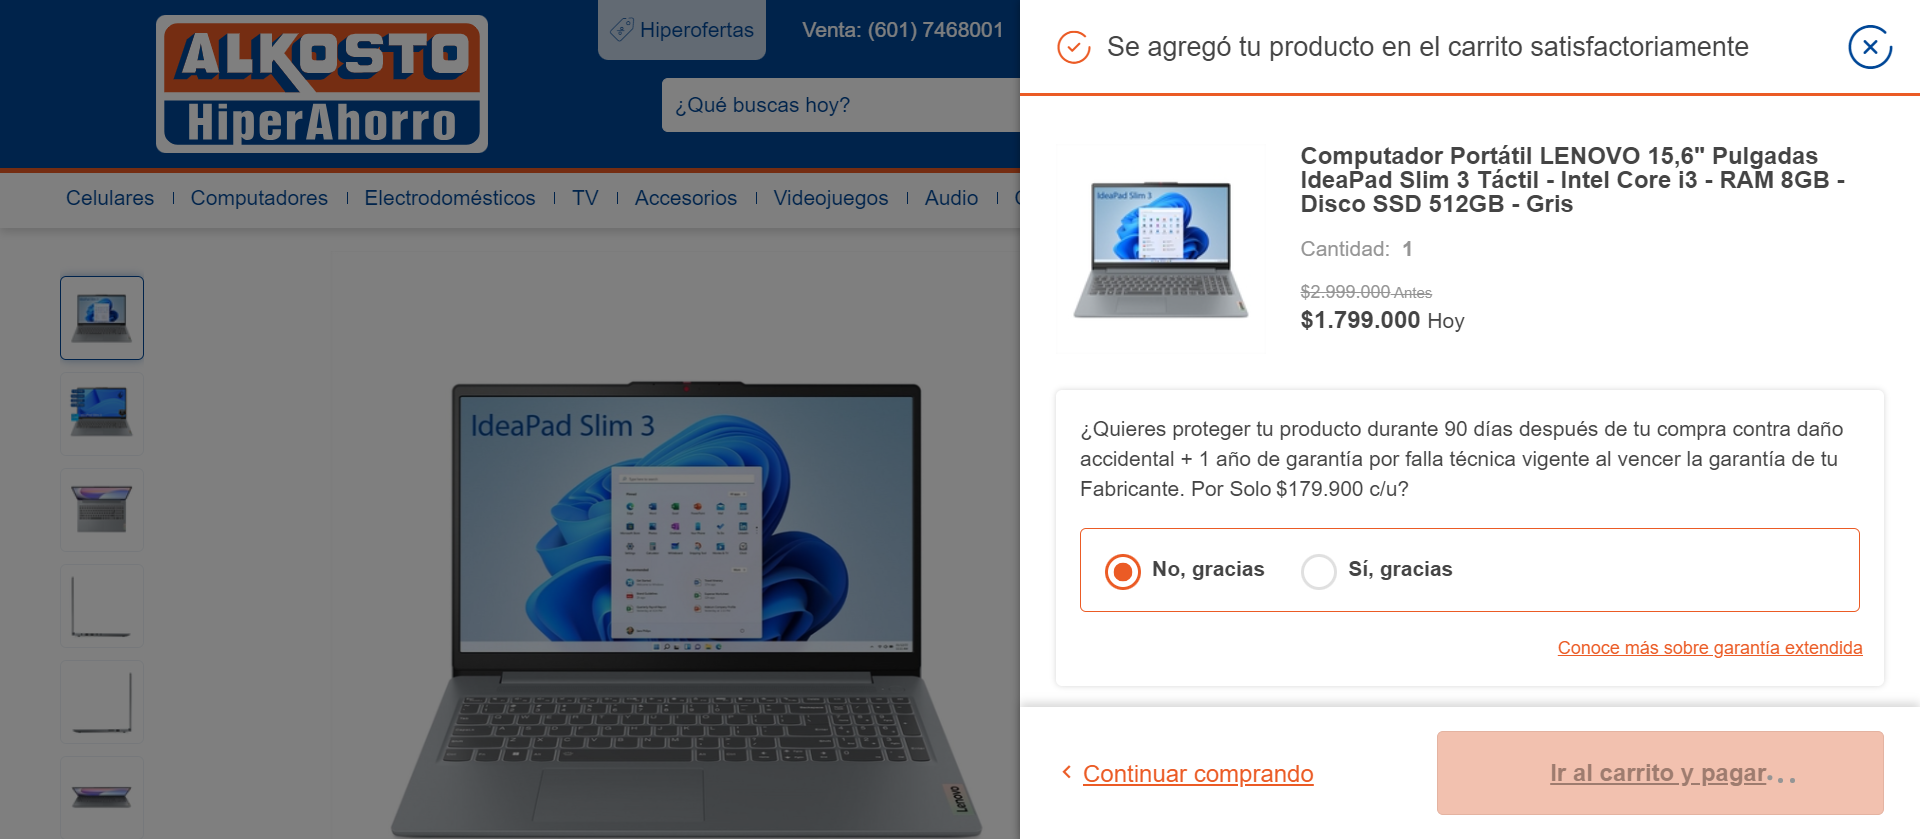 ALKOSTO
HiperAhorro
Hiperofertas
Venta: (601) 7468001
¿Qué buscas hoy?
Celulares
Computadores
Electrodomésticos
TV
Accesorios
Videojuegos
Audio
IdeaPad Slim 3
Lenovo
Se agregó tu producto en el carrito satisfactoriamente
IdeaPad Slim 3
Computador Portátil LENOVO 15,6" Pulgadas
IdeaPad Slim 3 Táctil - Intel Core i3 - RAM 8GB -
Disco SSD 512GB - Gris
Cantidad: 1
$2.999.000 Antes
$1.799.000 Hoy
¿Quieres proteger tu producto durante 90 días después de tu compra contra daño
accidental + 1 año de garantía por falla técnica vigente al vencer la garantía de tu
Fabricante. Por Solo $179.900 c/u?
No, gracias
Sí, gracias
Conoce más sobre garantía extendida
Continuar comprando
Ir al carrito y pagar...